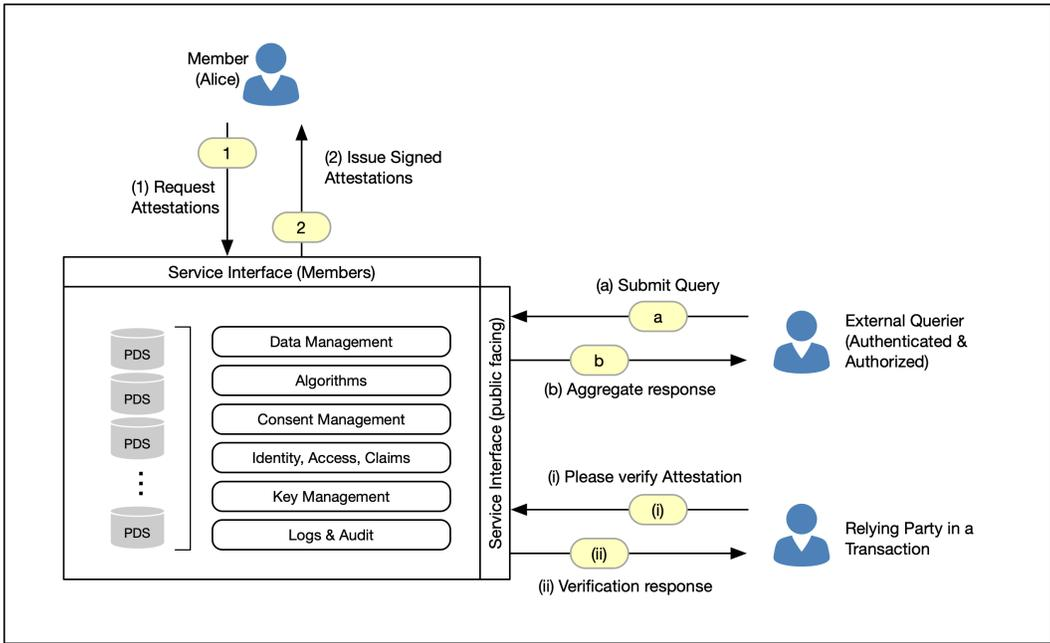 Member
(Alice)
1
(1) Request
Attestations
(2) Issue Signed
Attestations
2
Service Interface (Members)
PDS
PDS
PDS
PDS
Data Management
Algorithms
Consent Management
Identity, Access, Claims
Key Management
Logs & Audit
Service Interface (public facing)
(a) Submit Query
a
b
(b) Aggregate response
External Querier
(Authenticated &
Authorized)
(i) Please verify Attestation
(i)
(ii)
(ii) Verification response
Relying Party in a
Transaction